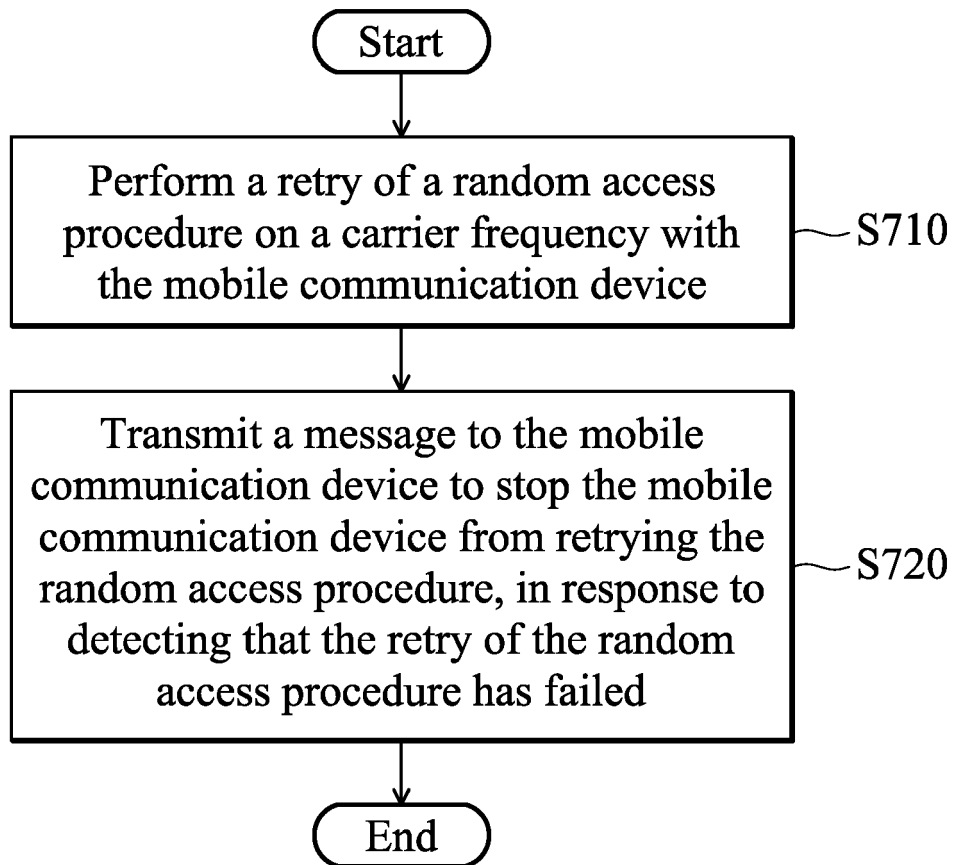 Start
Perform a retry of a random access
procedure on a carrier frequency with
the mobile communication device
S710
Transmit a message to the mobile
communication device to stop the mobile
communication device from retrying the
random access procedure, in response to
detecting that the retry of the random
access procedure has failed
S720
End